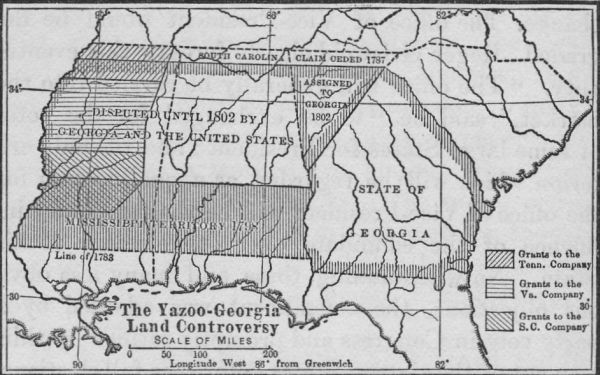 86
82
SOUTH CAROLINA CLAIM CEDED 1787
34
34
ASSIGNED
TO
GEORGIA
1802
DISPUTED UNTIL 1802 BY
GEORGIA AND THE UNITED STATES
STATE OF
GEORGIA
MISSISSIPPI TERRITORY 1798
Line of 1783
Grants to the
Tenn. Company
Grants to the
Va. Company
Grants to the
S.C. Company
30
30
The Yazoo-Georgia
Land Controversy
SCALE OF MILES
0 50 100 200
90
Longitude West 86° from Greenwich
82